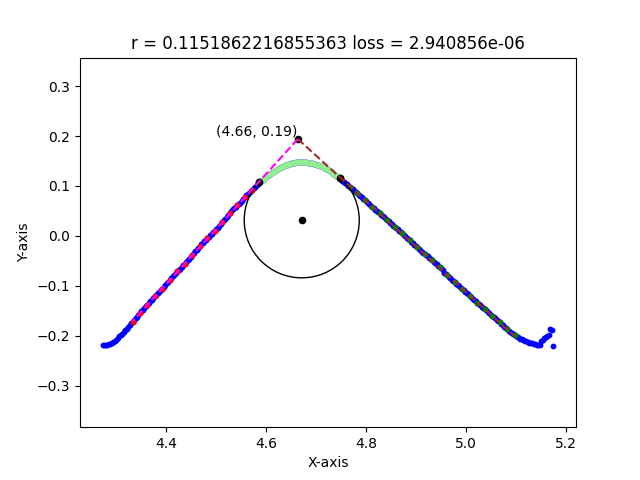 r = 0.1151862216855363 loss = 2.940856e-06
0.3
(4.66, 0.19)
0.2
0.1
0.0
−0.1
−0.2
−0.3
Y-axis
4.4 4.6 4.8 5.0 5.2
X-axis